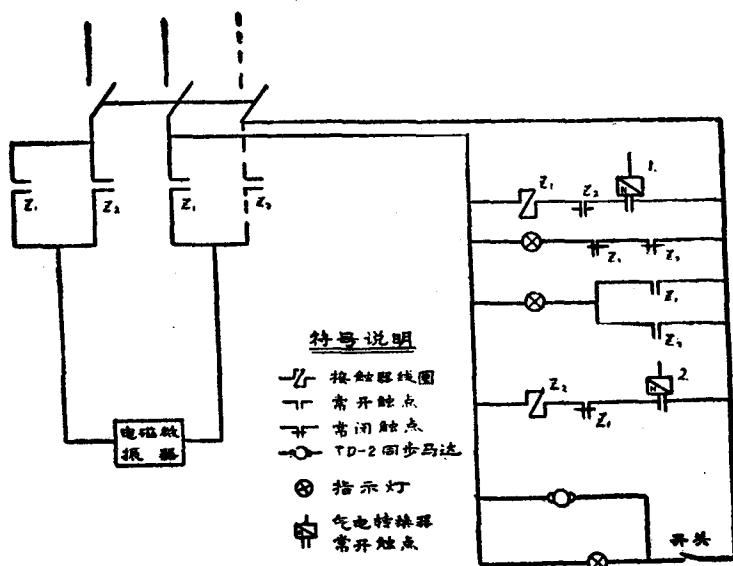 1.
Z₁ Z₂
Z₁ Z₂ Z₁ Z₂
Z₁ Z₂
Z₁
Z₂
符号说明
接触器线圈
常开触点
常闭触点
TD-2同步马达
指示灯
气电转换器
常开触点
2.
Z₂ Z₁
电磁激
振器
开关